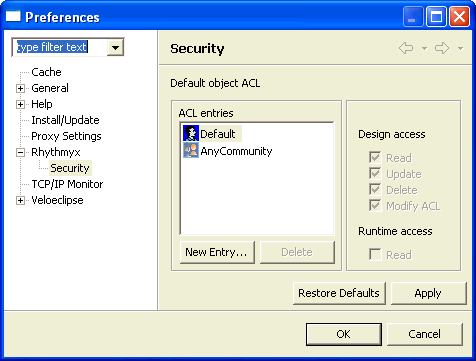 Preferences
type filter text
Cache
General
Help
Install/Update
Proxy Settings
Rhythmyx
Security
TCP/IP Monitor
Veloeclipse
Security
Default object ACL
ACL entries
Default
AnyCommunity
New Entry...
Delete
Design access
Read
Update
Delete
Modify ACL
Runtime access
Read
Restore Defaults
Apply
OK
Cancel